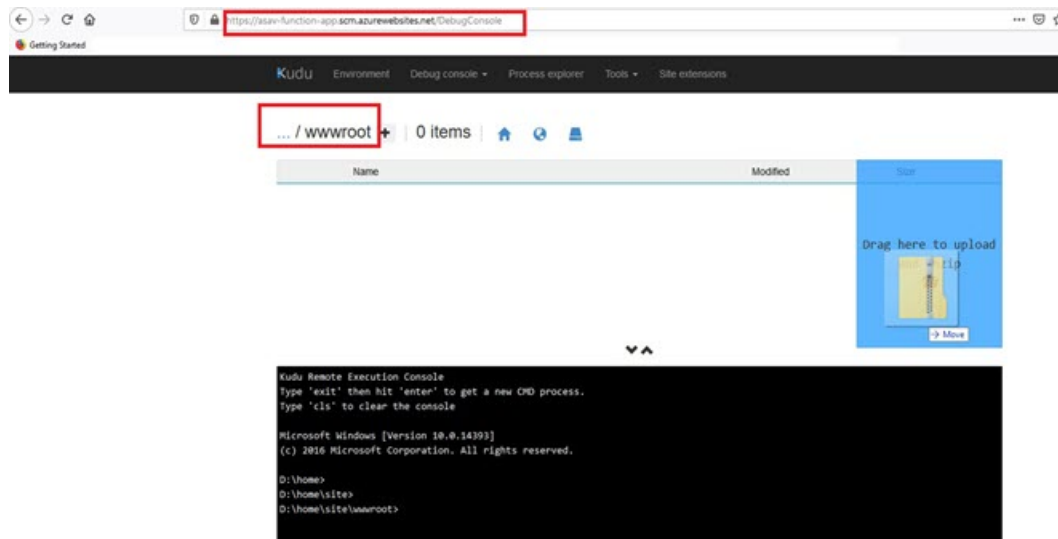 https://asav-function-app.scm.azurewebsites.net/DebugConsole
Getting Started
Kudu Environment Debug console Process explorer Tools Site extensions
... / wwwroot + 0 items
Name Modified Size
Drag here to upload
zip
Move
Kudu Remote Execution Console
Type 'exit' then hit 'enter' to get a new CMD process.
Type 'cls' to clear the console
Microsoft Windows [Version 10.0.14393]
(c) 2016 Microsoft Corporation. All rights reserved.
D:\home>
D:\home\site>
D:\home\site\wwwroot>